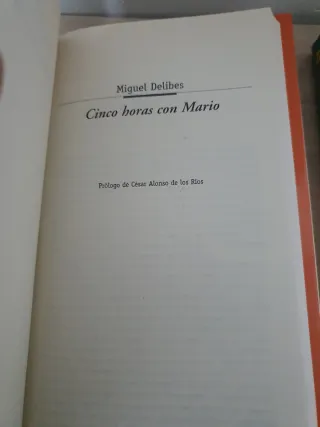 Miguel Delibes
Cinco horas con Mario
Prólogo de César Alonso de los Ríos